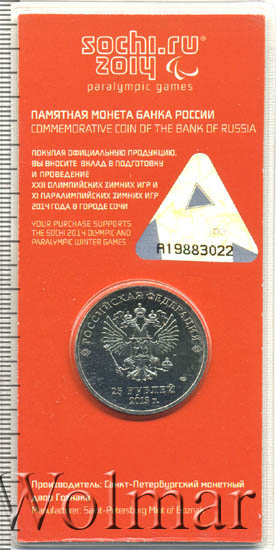 sochi.ru
2014
paralympic games
ПАМЯТНАЯ МОНЕТА БАНКА РОССИИ
COMMEMORATIVE COIN OF THE BANK OF RUSSIA
ПОКУПАЯ ОФИЦИАЛЬНУЮ ПРОДУКЦИЮ,
ВЫ ВНОСИТЕ ВКЛАД В ПОДГОТОВКУ
И ПРОВЕДЕНИЕ
XXII ОЛИМПИЙСКИХ ЗИМНИХ ИГР И
XI ПАРАЛИМПИЙСКИХ ЗИМНИХ ИГР
2014 ГОДА В ГОРОДЕ СОЧИ
YOUR PURCHASE SUPPORTS
THE SOCHI 2014 OLYMPIC AND
PARALYMPIC WINTER GAMES
A19883022
РОССИЙСКАЯ ФЕДЕРАЦИЯ
25 РУБЛЕЙ
2013 г.
Производитель: Санкт-Петербургский монетный
двор Гознака
Manufacturer: Saint-Petersburg Mint of Goznak
Wolmar